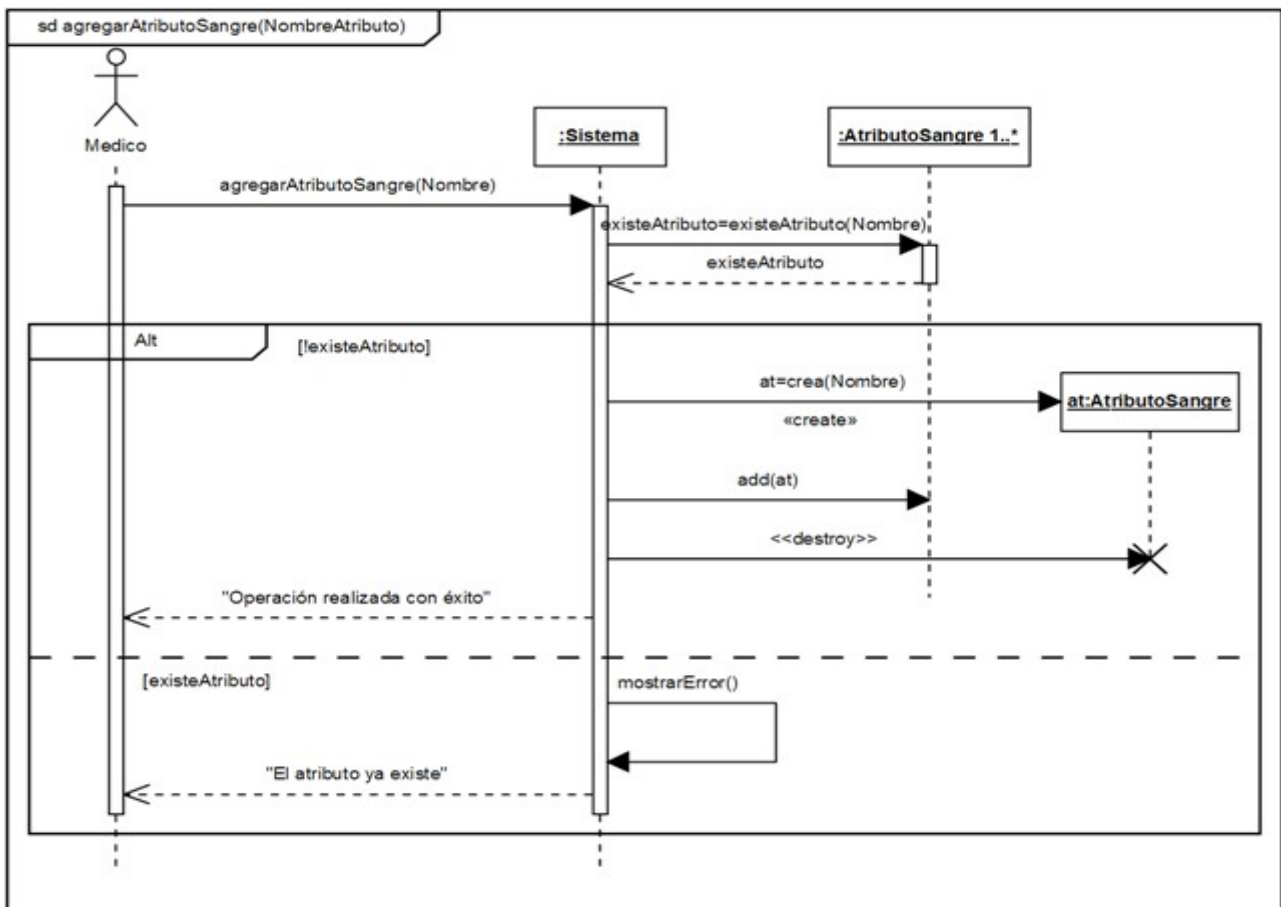 sd agregarAtributoSangre(NombreAtributo)
Medico
:Sistema
:AtributoSangre 1..*
agregarAtributoSangre(Nombre)
existeAtributo=existeAtributo(Nombre)
existeAtributo
Alt
[!existeAtributo]
at=crea(Nombre)
«create»
at:AtributoSangre
add(at)
<<destroy>>
"Operación realizada con éxito"
[existeAtributo]
mostrarError()
"El atributo ya existe"